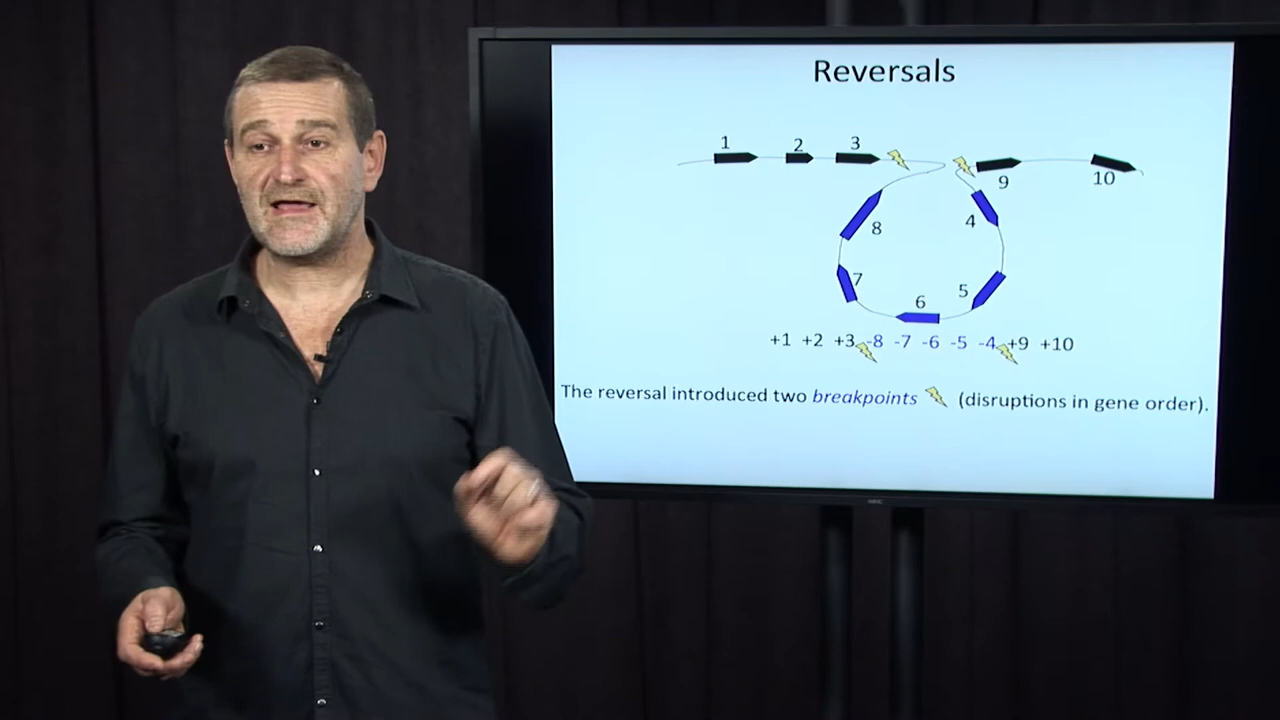 Reversals
1 2 3 9 10
8 4
7 5
6
+1 +2 +3 -8 -7 -6 -5 -4 +9 +10
The reversal introduced two breakpoints (disruptions in gene order).
NEC